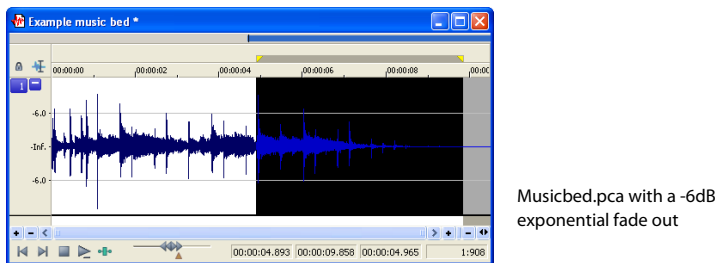 Example music bed *
00:00:00 00:00:02 00:00:04 00:00:06 00:00:08 00:00
1
-6.0
-Inf.
-6.0
00:00:04.893 00:00:09.858 00:00:04.965 1:908
Musicbed.pca with a -6dB
exponential fade out